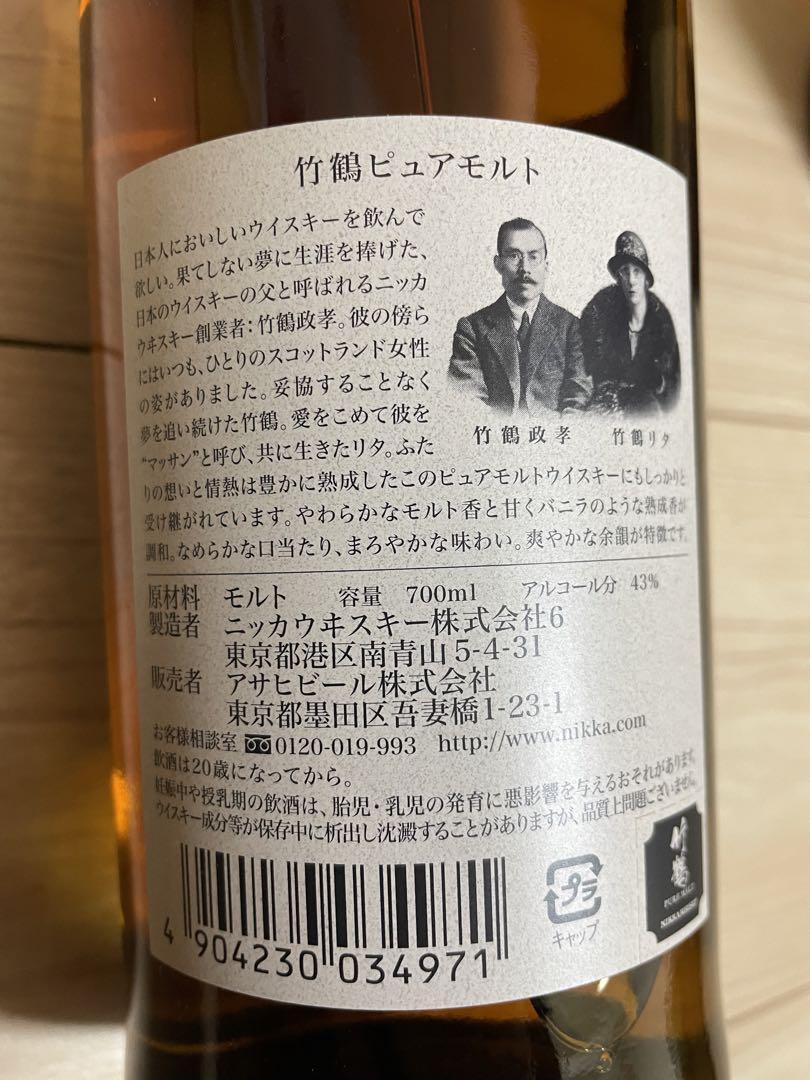 竹鶴ピュアモルト
日本人においしいウイスキーを飲んで
欲しい。果てしない夢に生涯を捧げた、
日本のウイスキーの父と呼ばれるニッカ
ウヰスキー創業者：竹鶴政孝。彼の傍ら
にはいつも、ひとりのスコットランド女性
の姿がありました。妥協することなく
夢を追い続けた竹鶴。愛をこめて彼を
“マッサン”と呼び、共に生きたリタ。ふた
りの想いと情熱は豊かに熟成したこのピュアモルトウイスキーにもしっかりと
受け継がれています。やわらかなモルト香と甘くバニラのような熟成香が
調和。なめらかな口当たり、まろやかな味わい。爽やかな余韻が特徴です。
竹鶴政孝 竹鶴リタ
原材料 モルト 容量 700ml アルコール分 43%
製造者 ニッカウヰスキー株式会社6
東京都港区南青山5-4-31
販売者 アサヒビール株式会社
東京都墨田区吾妻橋1-23-1
お客様相談室 0120-019-993 http://www.nikka.com
飲酒は20歳になってから。
妊娠中や授乳期の飲酒は、胎児・乳児の発育に悪影響を与えるおそれがあります。
ウイスキー成分等が保存中に析出し沈澱することがありますが、品質上問題ございません。
4 904230 034971
プラ
キャップ
竹鶴
PURE MALT